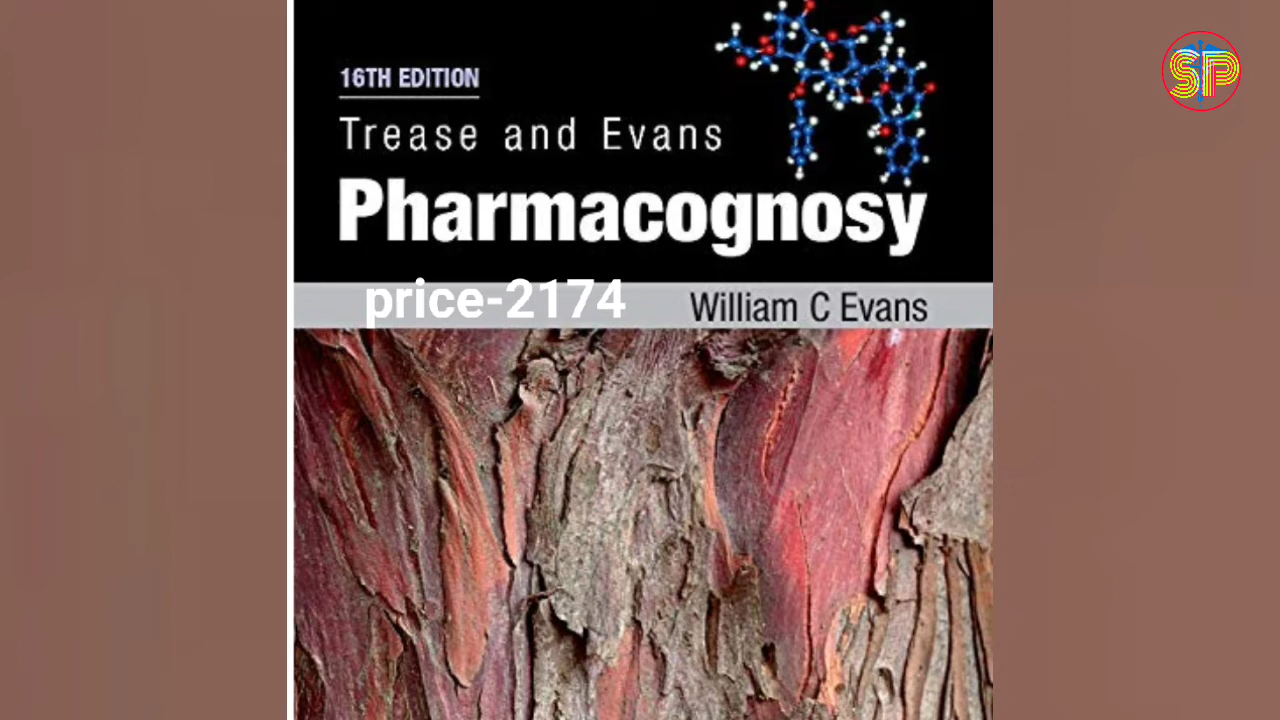 16TH EDITION
Trease and Evans
Pharmacognosy
price-2174
William C Evans
SP